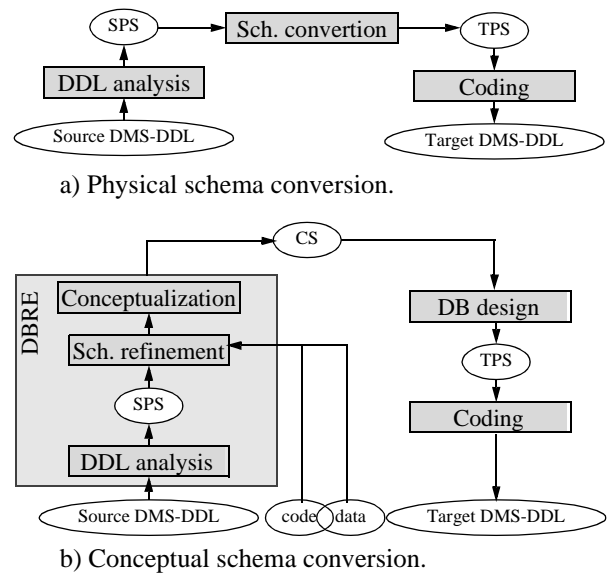 SPS
Sch. convertion
TPS
DDL analysis
Coding
Source DMS-DDL
Target DMS-DDL
a) Physical schema conversion.
CS
DBRE
Conceptualization
DB design
Sch. refinement
TPS
SPS
Coding
DDL analysis
Source DMS-DDL
code
data
Target DMS-DDL
b) Conceptual schema conversion.